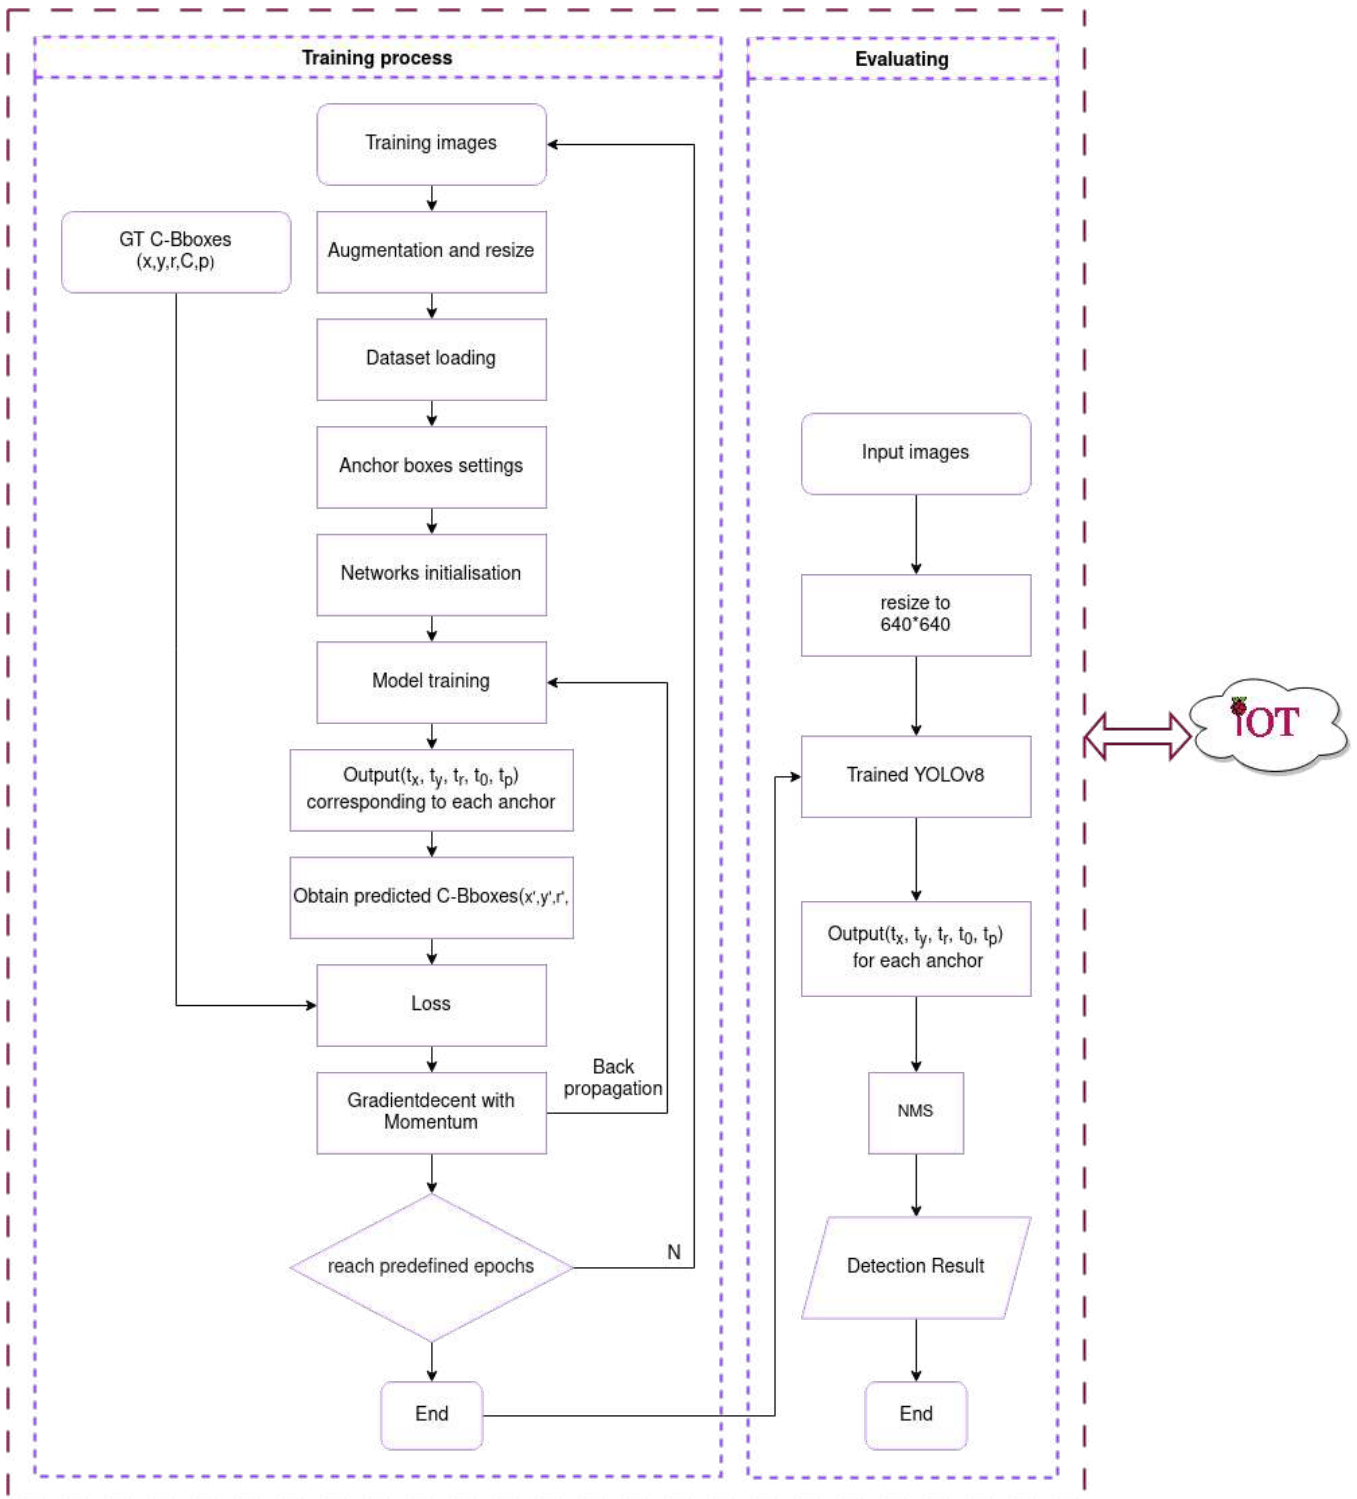 Training process
Training images
GT C-Bboxes
(x,y,r,C,p)
Augmentation and resize
Dataset loading
Anchor boxes settings
Networks initialisation
Model training
Output(tx, ty, tr, t0, tp)
corresponding to each anchor
Obtain predicted C-Bboxes(x',y',r',
Loss
Gradientdecent with
Momentum
Back
propagation
reach predefined epochs
N
End
Evaluating
Input images
resize to
640*640
Trained YOLOv8
Output(tx, ty, tr, t0, tp)
for each anchor
NMS
Detection Result
End
iOT